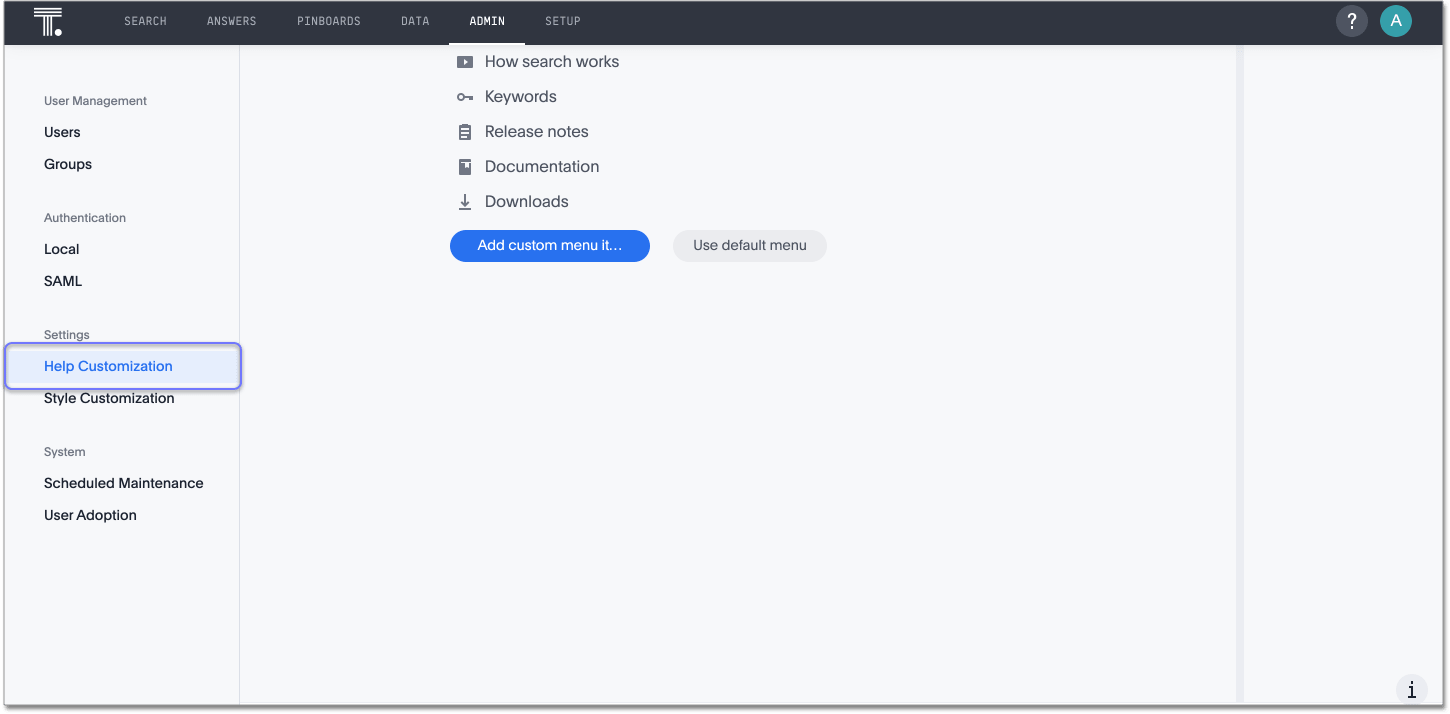 T.
SEARCH ANSWERS PINBOARDS DATA ADMIN SETUP ? A
User Management
Users
Groups
Authentication
Local
SAML
Settings
Help Customization
Style Customization
System
Scheduled Maintenance
User Adoption
How search works
Keywords
Release notes
Documentation
Downloads
Add custom menu it... Use default menu
i